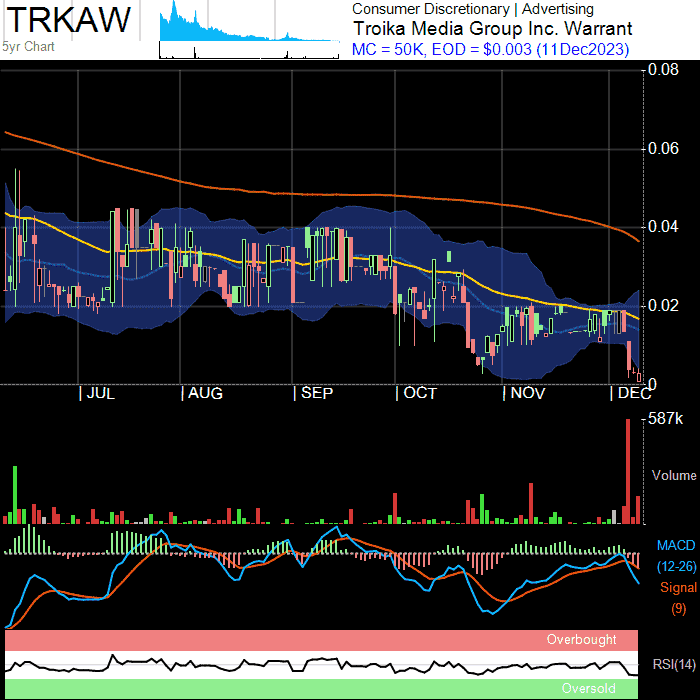 TRKAW
5yr Chart
Consumer Discretionary | Advertising
Troika Media Group Inc. Warrant
MC = 50K, EOD = $0.003 (11Dec2023)
0.08
0.06
0.04
0.02
0
| JUL
| AUG
| SEP
| OCT
| NOV
| DEC
587k
Volume
MACD
(12-26)
Signal
(9)
Overbought
RSI(14)
Oversold